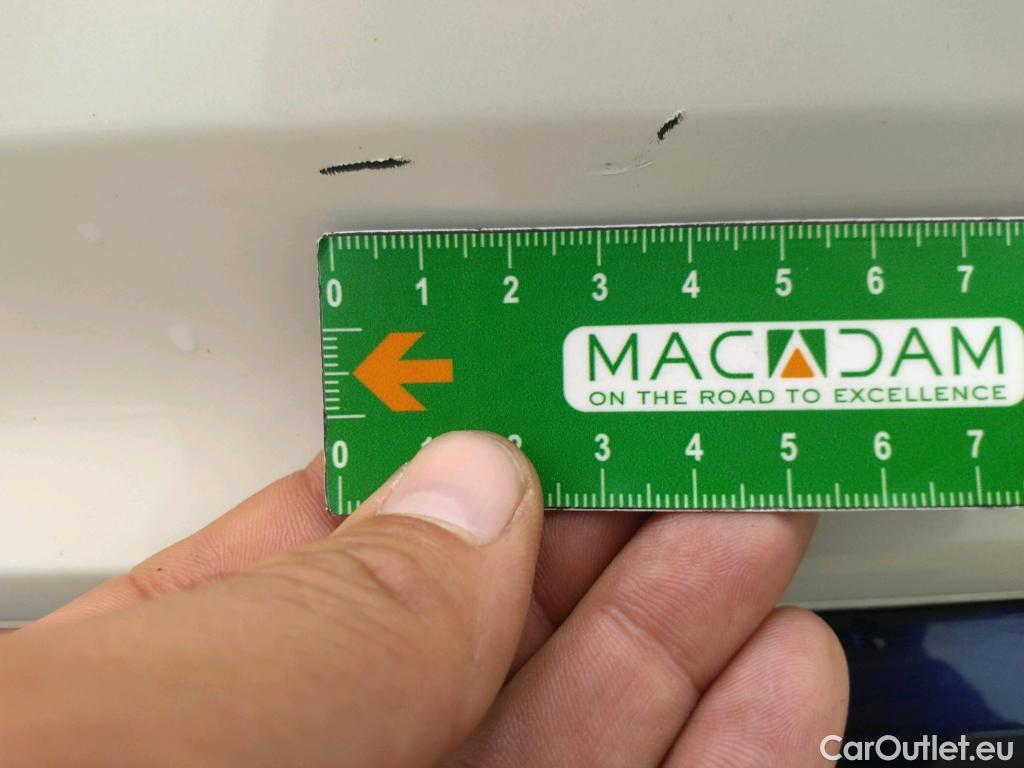 0 1 2 3 4 5 6 7
MACADAM
ON THE ROAD TO EXCELLENCE
0 3 4 5 6 7
CarOutlet.eu